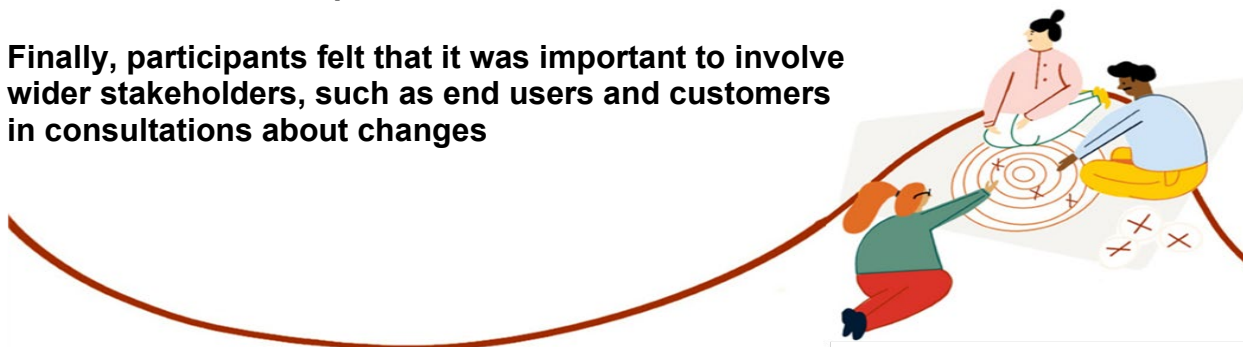 Finally, participants felt that it was important to involve
wider stakeholders, such as end users and customers
in consultations about changes